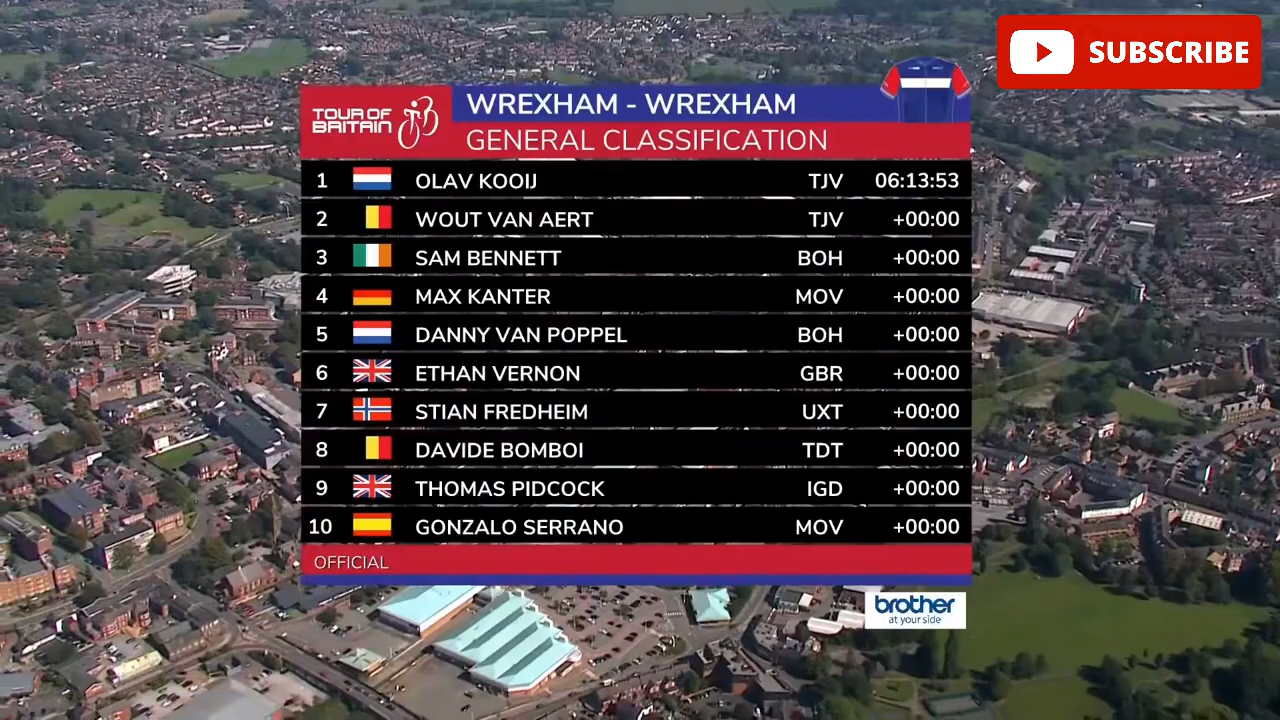 SUBSCRIBE
TOUR OF
BRITAIN
WREXHAM - WREXHAM
GENERAL CLASSIFICATION
1 OLAV KOOIJ TJV 06:13:53
2 WOUT VAN AERT TJV +00:00
3 SAM BENNETT BOH +00:00
4 MAX KANTER MOV +00:00
5 DANNY VAN POPPEL BOH +00:00
6 ETHAN VERNON GBR +00:00
7 STIAN FREDHEIM UXT +00:00
8 DAVIDE BOMBOI TDT +00:00
9 THOMAS PIDCOCK IGD +00:00
10 GONZALO SERRANO MOV +00:00
OFFICIAL
brother
at your side